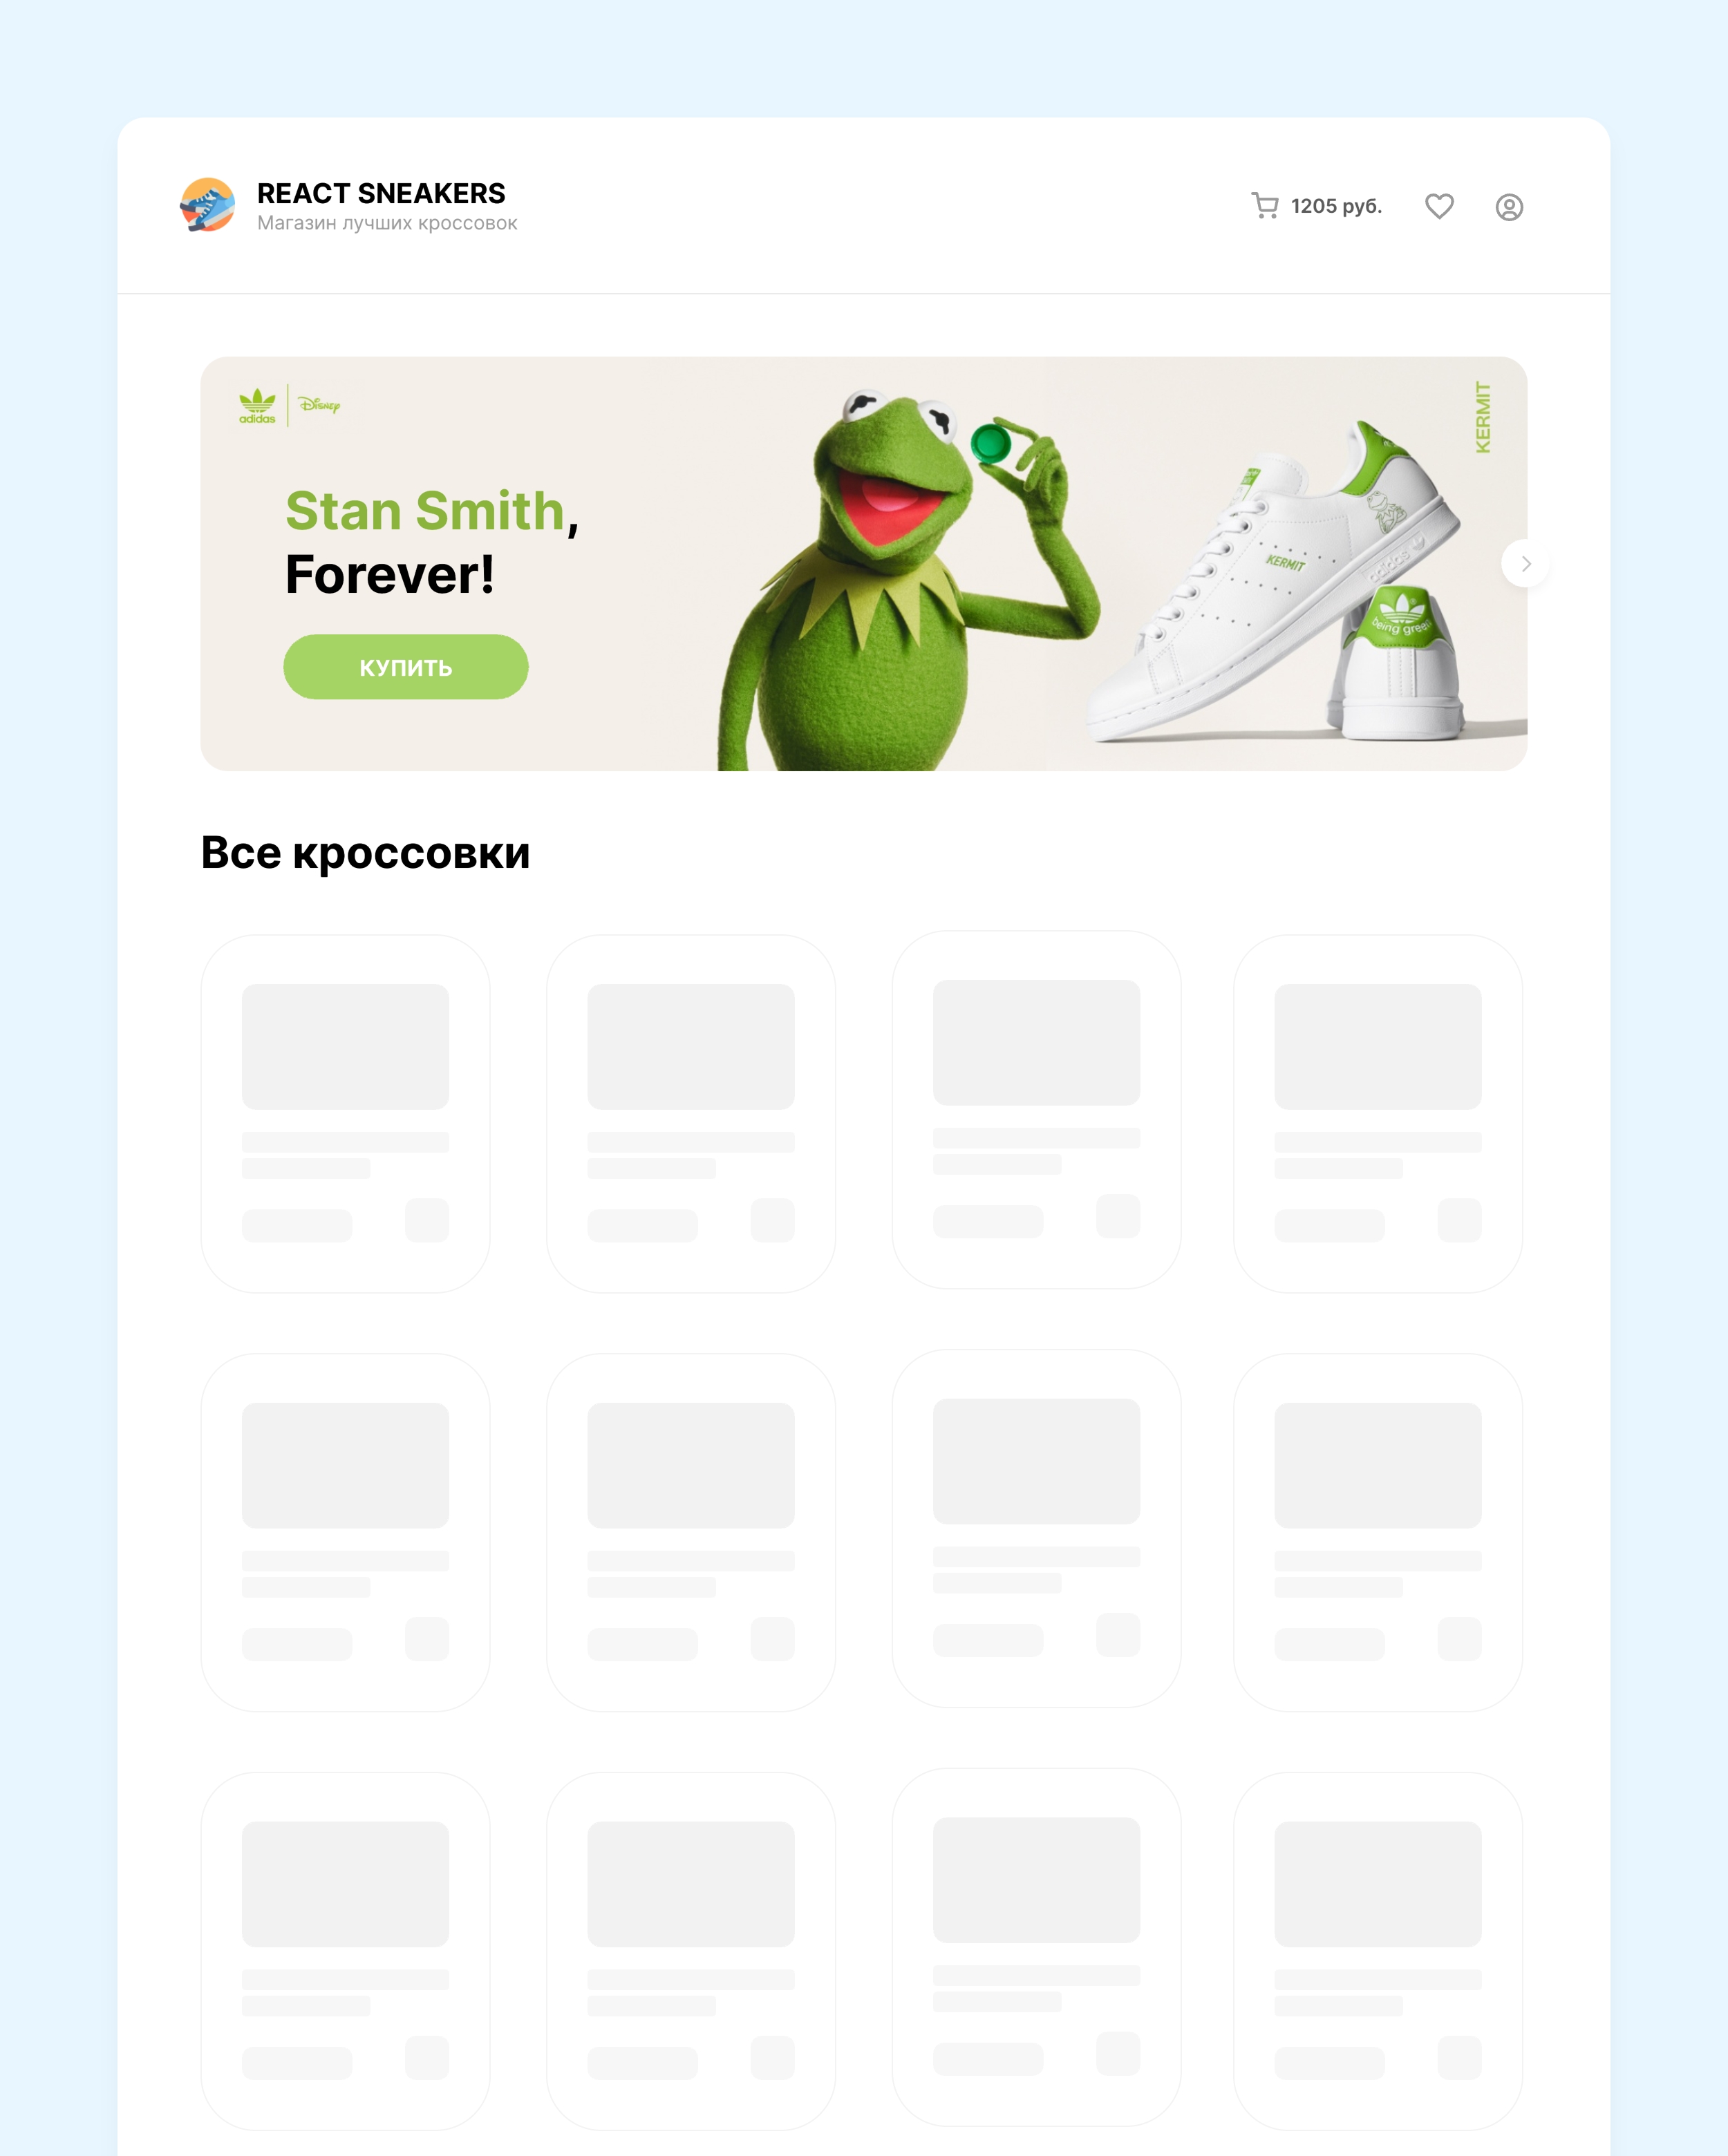 REACT SNEAKERS
Магазин лучших кроссовок
1205 руб.
adidas
Disney
KERMIT
Stan Smith,
Forever!
КУПИТЬ
KERMIT
adidas
being green
Все кроссовки